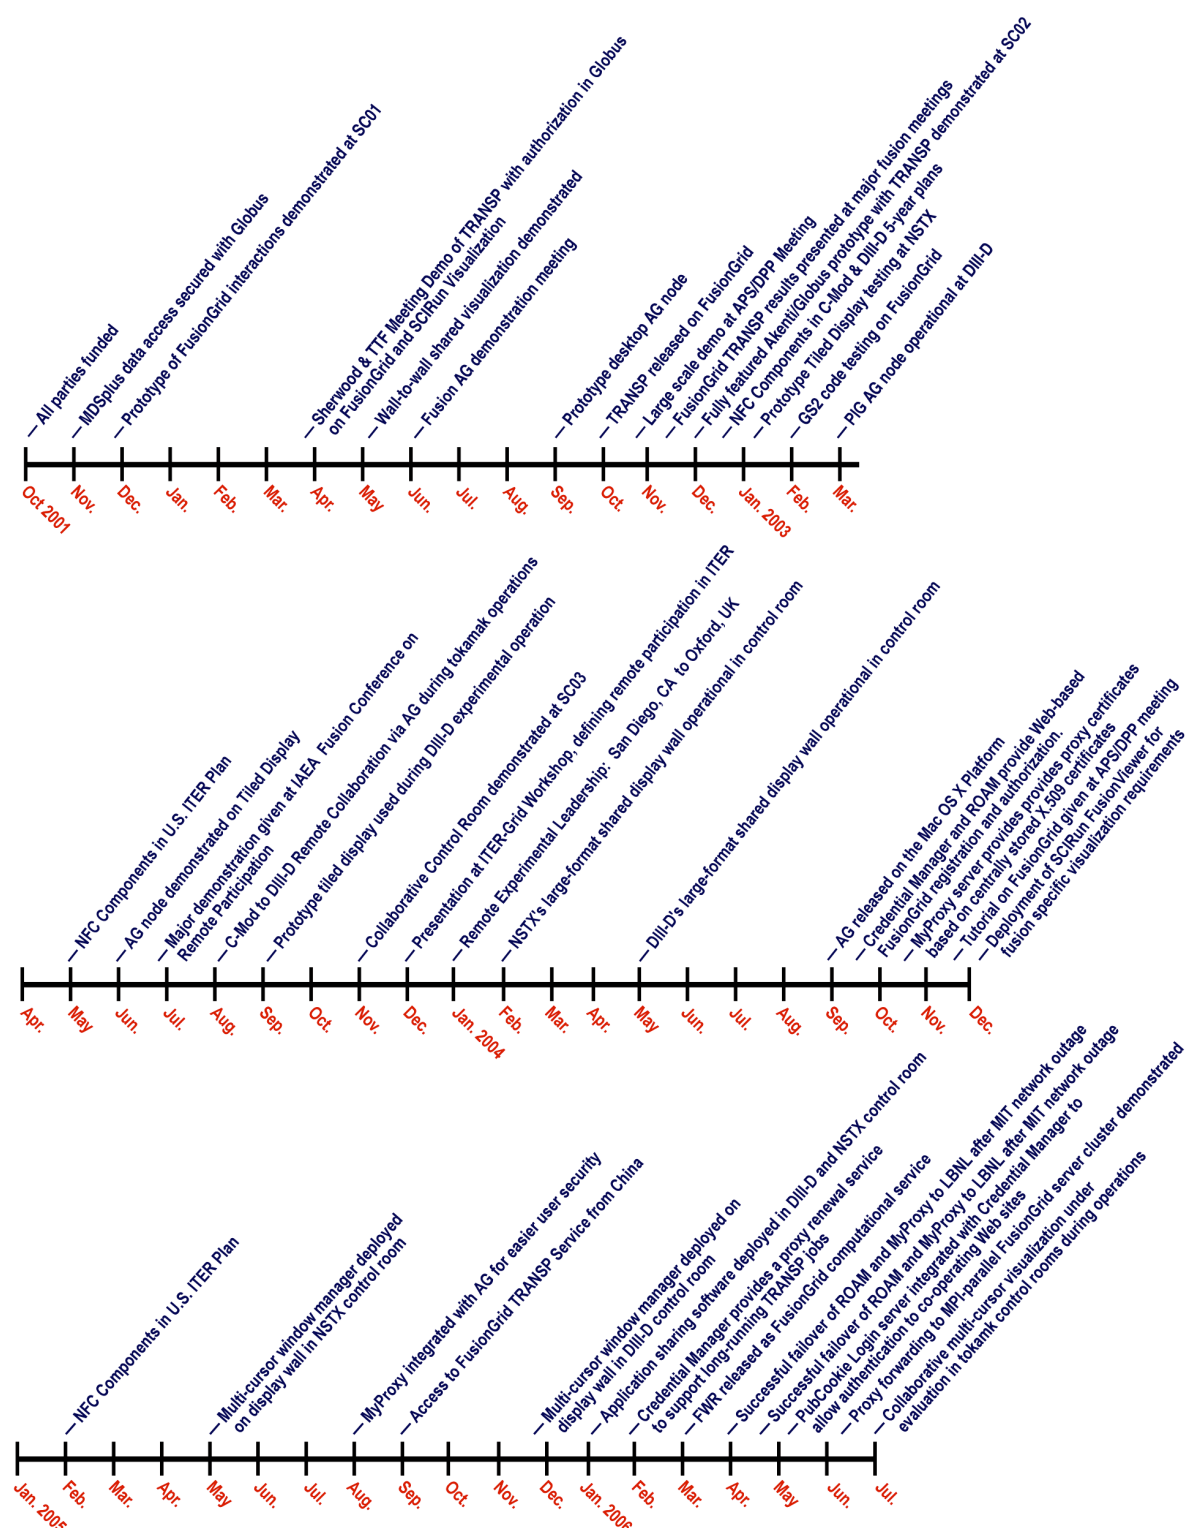 — All parties funded
— MDSplus data access secured with Globus
— Prototype of FusionGrid interactions demonstrated at SC01
— Sherwood & TTF Meeting Demo of TRANSP with authorization in Globus
on FusionGrid and SCIRun Visualization
— Wall-to-wall shared visualization demonstrated
— Fusion AG demonstration meeting
— Prototype desktop AG node
— TRANSP released on FusionGrid
— Large scale demo at APS/DPP Meeting
— FusionGrid TRANSP results presented at major fusion meetings
— Fully featured Akenti/Globus prototype with TRANSP demonstrated at SC02
— NFC Components in C-Mod & DIII-D 5-year plans
— Prototype Tiled Display testing at NSTX
— GS2 code testing on FusionGrid
— PIG AG node operational at DIII-D
Oct 2001
Nov.
Dec.
Jan.
Feb.
Mar.
Apr.
May
Jun.
Jul.
Aug.
Sep.
Oct.
Nov.
Dec.
Jan. 2003
Feb.
Mar.
— NFC Components in U.S. ITER Plan
— AG node demonstrated on Tiled Display
— Major demonstration given at IAEA Fusion Conference on
Remote Participation
— C-Mod to DIII-D Remote Collaboration via AG during tokamak operations
— Prototype tiled display used during DIII-D experimental operation
— Collaborative Control Room demonstrated at SC03
— Presentation at ITER-Grid Workshop, defining remote participation in ITER
— Remote Experimental Leadership: San Diego, CA to Oxford, UK
— NSTX's large-format shared display wall operational in control room
— DIII-D's large-format shared display wall operational in control room
— AG released on the Mac OS X Platform
— Credential Manager and ROAM provide Web-based
FusionGrid registration and authorization.
— MyProxy server provides provides proxy certificates
based on centrally stored X.509 certificates
— Tutorial on FusionGrid given at APS/DPP meeting
— Deployment of SCIRun FusionViewer for
fusion specific visualization requirements
Apr.
May
Jun.
Jul.
Aug.
Sep.
Oct.
Nov.
Dec.
Jan. 2004
Feb.
Mar.
Apr.
May
Jun.
Jul.
Aug.
Sep.
Oct.
Nov.
Dec.
— NFC Components in U.S. ITER Plan
— Multi-cursor window manager deployed
on display wall in NSTX control room
— MyProxy integrated with AG for easier user security
— Access to FusionGrid TRANSP Service from China
— Multi-cursor window manager deployed on
display wall in DIII-D control room
— Application sharing software deployed in DIII-D and NSTX control room
— Credential Manager provides a proxy renewal service
to support long-running TRANSP jobs
— FWR released as FusionGrid computational service
— Successful failover of ROAM and MyProxy to LBNL after MIT network outage
— Successful failover of ROAM and MyProxy to LBNL after MIT network outage
— PubCookie Login server integrated with Credential Manager to
allow authentication to co-operating Web sites
— Proxy forwarding to MPI-parallel FusionGrid server cluster demonstrated
— Collaborative multi-cursor visualization under
evaluation in tokamk control rooms during operations
Jan. 2005
Feb.
Mar.
Apr.
May
Jun.
Jul.
Aug.
Sep.
Oct.
Nov.
Dec.
Jan. 2006
Feb.
Mar.
Apr.
May
Jun.
Jul.